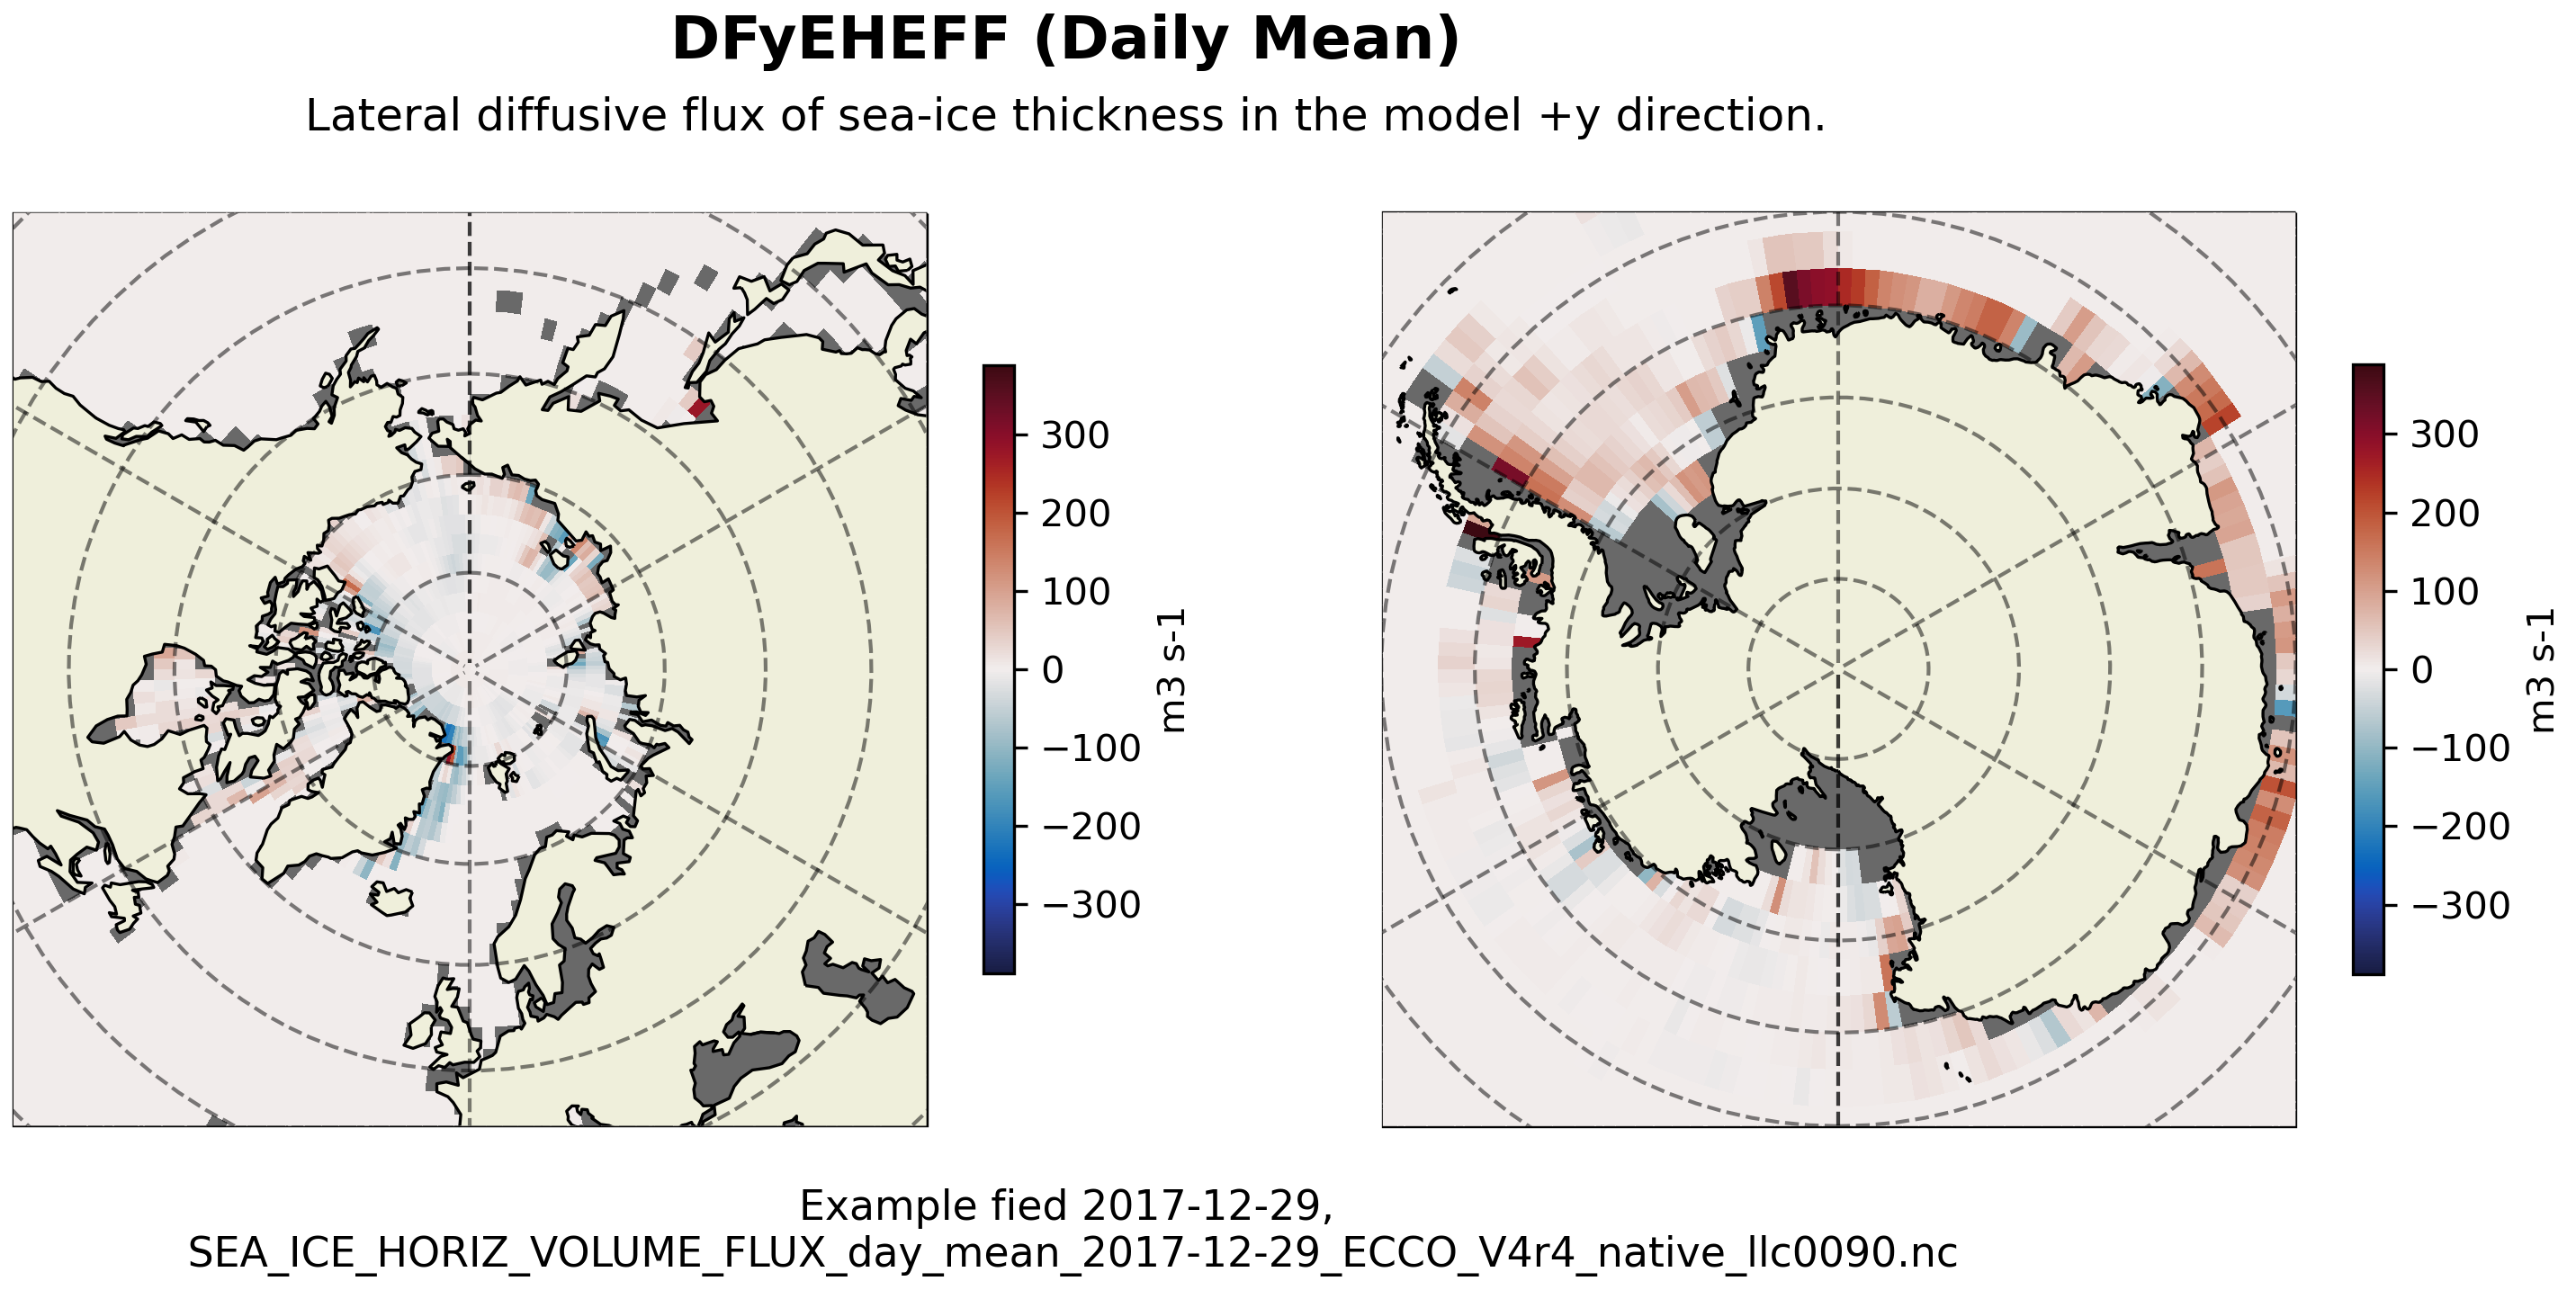 DFyEHEFF (Daily Mean)
Lateral diffusive flux of sea-ice thickness in the model +y direction.
300
200
100
0
−100
−200
−300
m3 s-1
300
200
100
0
−100
−200
−300
m3 s-1
Example fied 2017-12-29,
SEA_ICE_HORIZ_VOLUME_FLUX_day_mean_2017-12-29_ECCO_V4r4_native_llc0090.nc